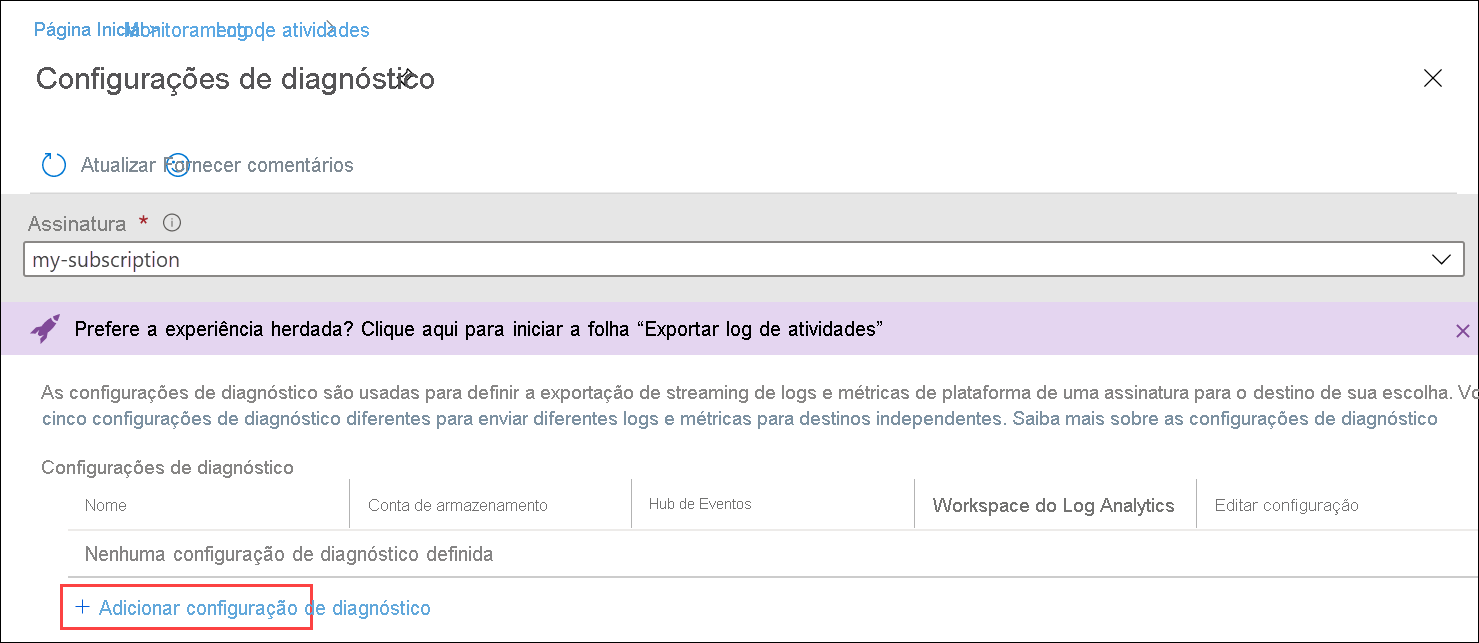 Página Inicial > Monitoramento Log de atividades
Configurações de diagnóstico
Atualizar Fornecer comentários
Assinatura *
my-subscription
Prefere a experiência herdada? Clique aqui para iniciar a folha “Exportar log de atividades”
As configurações de diagnóstico são usadas para definir a exportação de streaming de logs e métricas de plataforma de uma assinatura para o destino de sua escolha.
cinco configurações de diagnóstico diferentes para enviar diferentes logs e métricas para destinos independentes. Saiba mais sobre as configurações de diagnóstico
Configurações de diagnóstico
Nome Conta de armazenamento Hub de Eventos Workspace do Log Analytics Editar configuração
Nenhuma configuração de diagnóstico definida
+ Adicionar configuração de diagnóstico